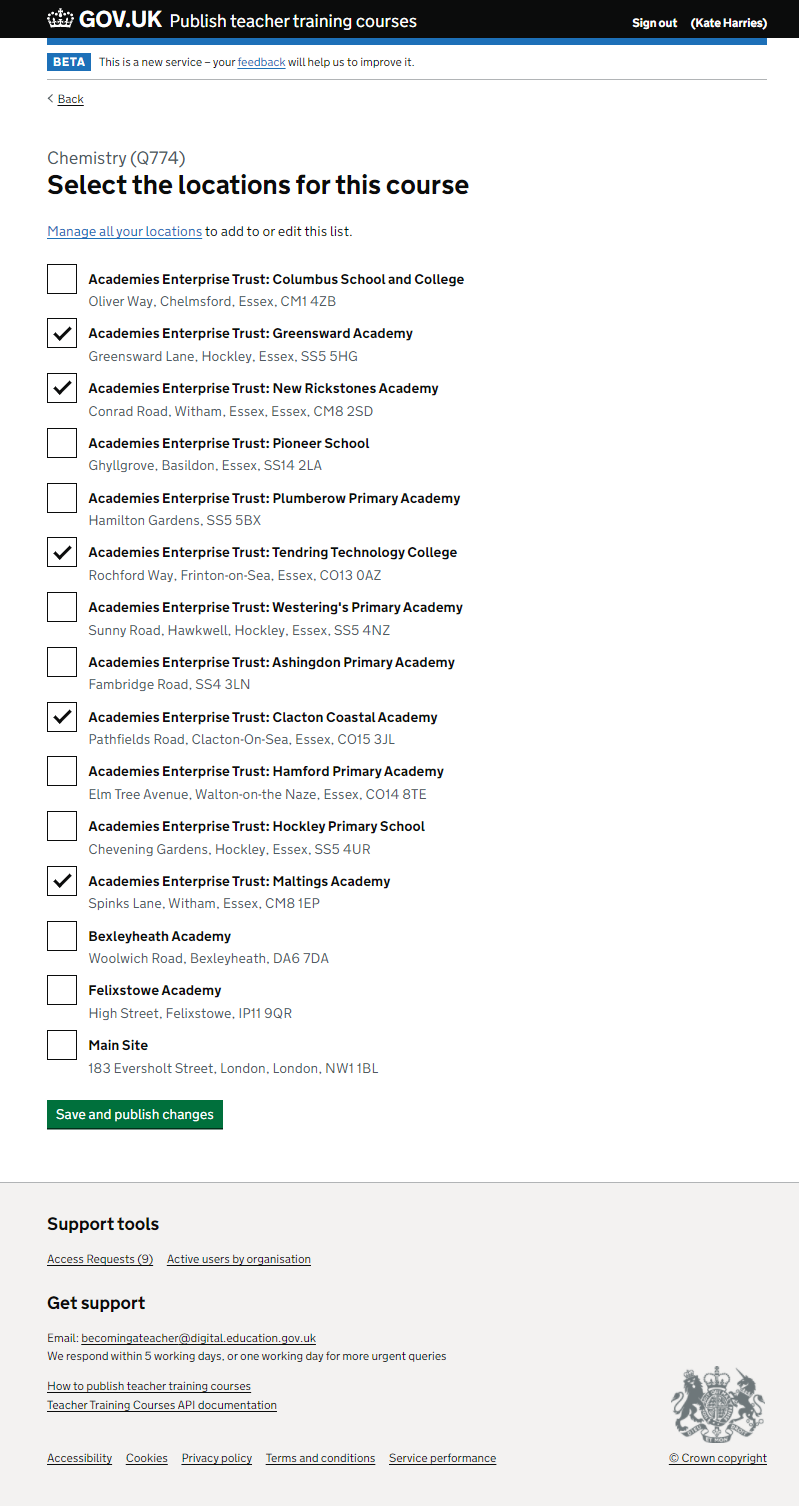 GOV.UK Publish teacher training courses Sign out (Kate Harries)
BETA This is a new service – your feedback will help us to improve it.
Back
Chemistry (Q774)
Select the locations for this course
Manage all your locations to add to or edit this list.
Academies Enterprise Trust: Columbus School and College
Oliver Way, Chelmsford, Essex, CM1 4ZB
Academies Enterprise Trust: Greensward Academy
Greensward Lane, Hockley, Essex, SS5 5HG
Academies Enterprise Trust: New Rickstones Academy
Conrad Road, Witham, Essex, Essex, CM8 2SD
Academies Enterprise Trust: Pioneer School
Ghyllgrove, Basildon, Essex, SS14 2LA
Academies Enterprise Trust: Plumberow Primary Academy
Hamilton Gardens, SS5 5BX
Academies Enterprise Trust: Tendring Technology College
Rochford Way, Frinton-on-Sea, Essex, CO13 0AZ
Academies Enterprise Trust: Westering's Primary Academy
Sunny Road, Hawkwell, Hockley, Essex, SS5 4NZ
Academies Enterprise Trust: Ashingdon Primary Academy
Fambridge Road, SS4 3LN
Academies Enterprise Trust: Clacton Coastal Academy
Pathfields Road, Clacton-On-Sea, Essex, CO15 3JL
Academies Enterprise Trust: Hamford Primary Academy
Elm Tree Avenue, Walton-on-the Naze, Essex, CO14 8TE
Academies Enterprise Trust: Hockley Primary School
Chevening Gardens, Hockley, Essex, SS5 4UR
Academies Enterprise Trust: Maltings Academy
Spinks Lane, Witham, Essex, CM8 1EP
Bexleyheath Academy
Woolwich Road, Bexleyheath, DA6 7DA
Felixstowe Academy
High Street, Felixstowe, IP11 9QR
Main Site
183 Eversholt Street, London, London, NW1 1BL
Save and publish changes
Support tools
Access Requests (9) Active users by organisation
Get support
Email: becomingateacher@digital.education.gov.uk
We respond within 5 working days, or one working day for more urgent queries
How to publish teacher training courses
Teacher Training Courses API documentation
Accessibility Cookies Privacy policy Terms and conditions Service performance © Crown copyright